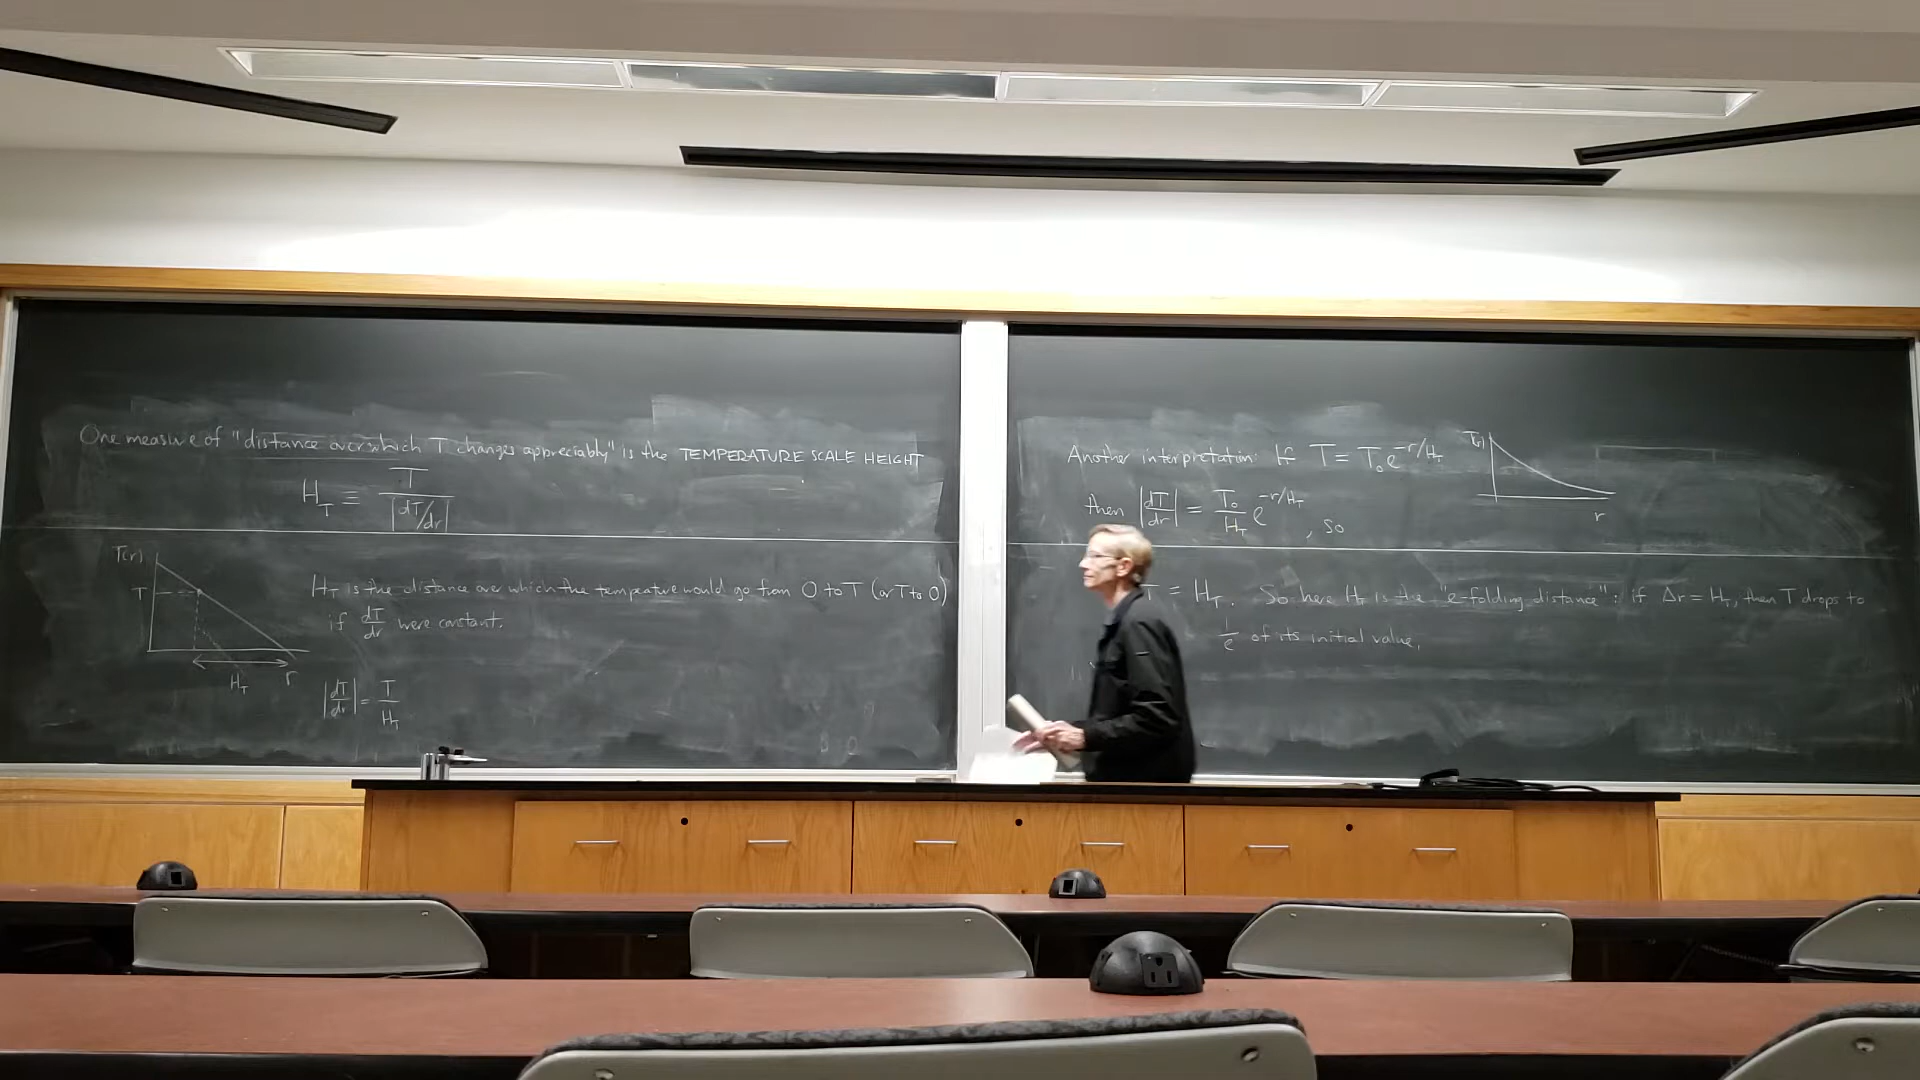 One measure of "distance over which T changes appreciably" is the TEMPERATURE SCALE HEIGHT
H_T ≡ T / |dT/dr|
T(r)
T
H_T
r
H_T is the distance over which the temperature would go from 0 to T (or T to 0)
if dT/dr were constant.
|dT/dr| = T/H_T
Another interpretation: If T = T_0 e^{-r/H_T}
T(r)
r
then |dT/dr| = T_0/H_T e^{-r/H_T}, so
T = H_T. So here H_T is the "e-folding distance": if Δr = H_T, then T drops to
1/e of its initial value.